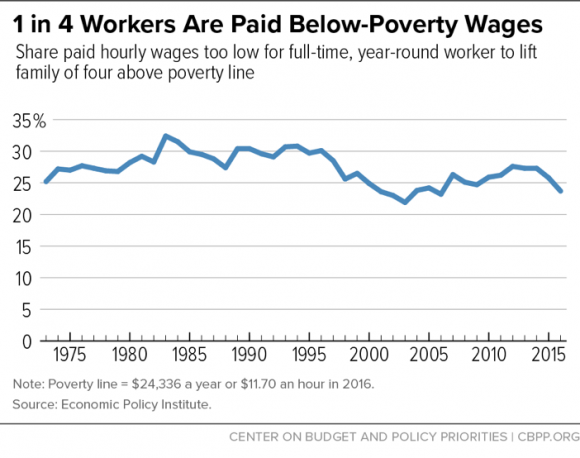 1 in 4 Workers Are Paid Below-Poverty Wages
Share paid hourly wages too low for full-time, year-round worker to lift
family of four above poverty line
35%
30
25
20
15
10
5
0
1975 1980 1985 1990 1995 2000 2005 2010 2015
Note: Poverty line = $24,336 a year or $11.70 an hour in 2016.
Source: Economic Policy Institute.
CENTER ON BUDGET AND POLICY PRIORITIES | CBPP.ORG